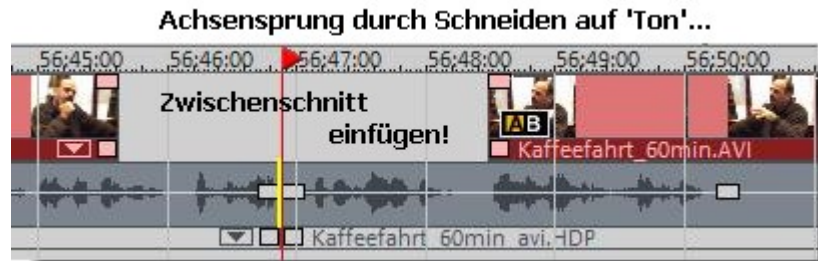 Achsensprung durch Schneiden auf 'Ton'...
56:45:00 56:46:00 56:47:00 56:48:00 56:49:00 56:50:00
Zwischenschnitt
einfügen!
AB
Kaffeefahrt_60min.AVI
Kaffeefahrt_60min_avi.HDP